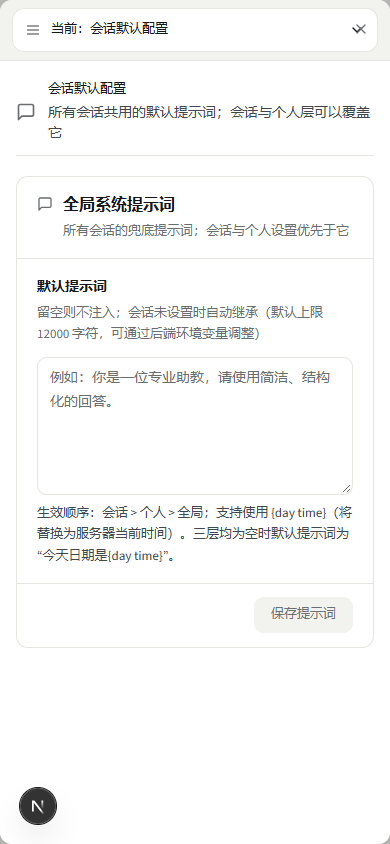 当前：会话默认配置
会话默认配置
所有会话共用的默认提示词；会话与个人层可以覆盖
它
全局系统提示词
所有会话的兜底提示词；会话与个人设置优先于它
默认提示词
留空则不注入；会话未设置时自动继承（默认上限
12000 字符，可通过后端环境变量调整）
例如：你是一位专业助教，请使用简洁、结构
化的回答。
生效顺序：会话 > 个人 > 全局；支持使用 {day time}（将
替换为服务器当前时间）。三层均为空时默认提示词为
“今天日期是{day time}”。
保存提示词
N